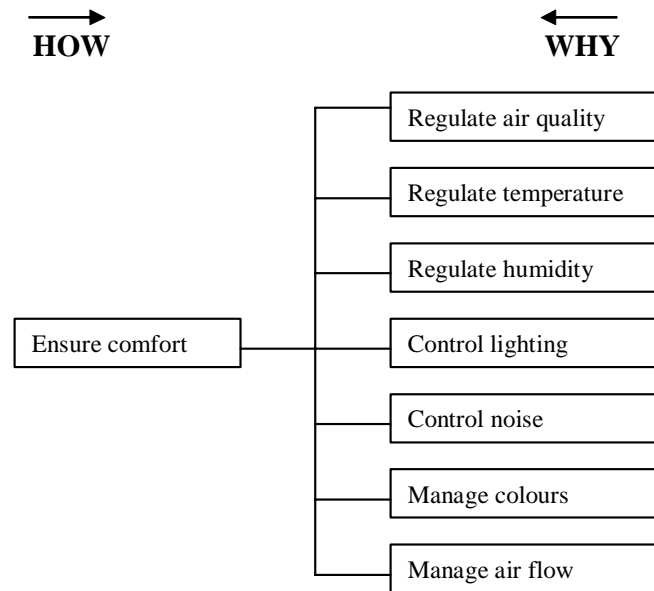 HOW
WHY
Regulate air quality
Regulate temperature
Regulate humidity
Ensure comfort
Control lighting
Control noise
Manage colours
Manage air flow